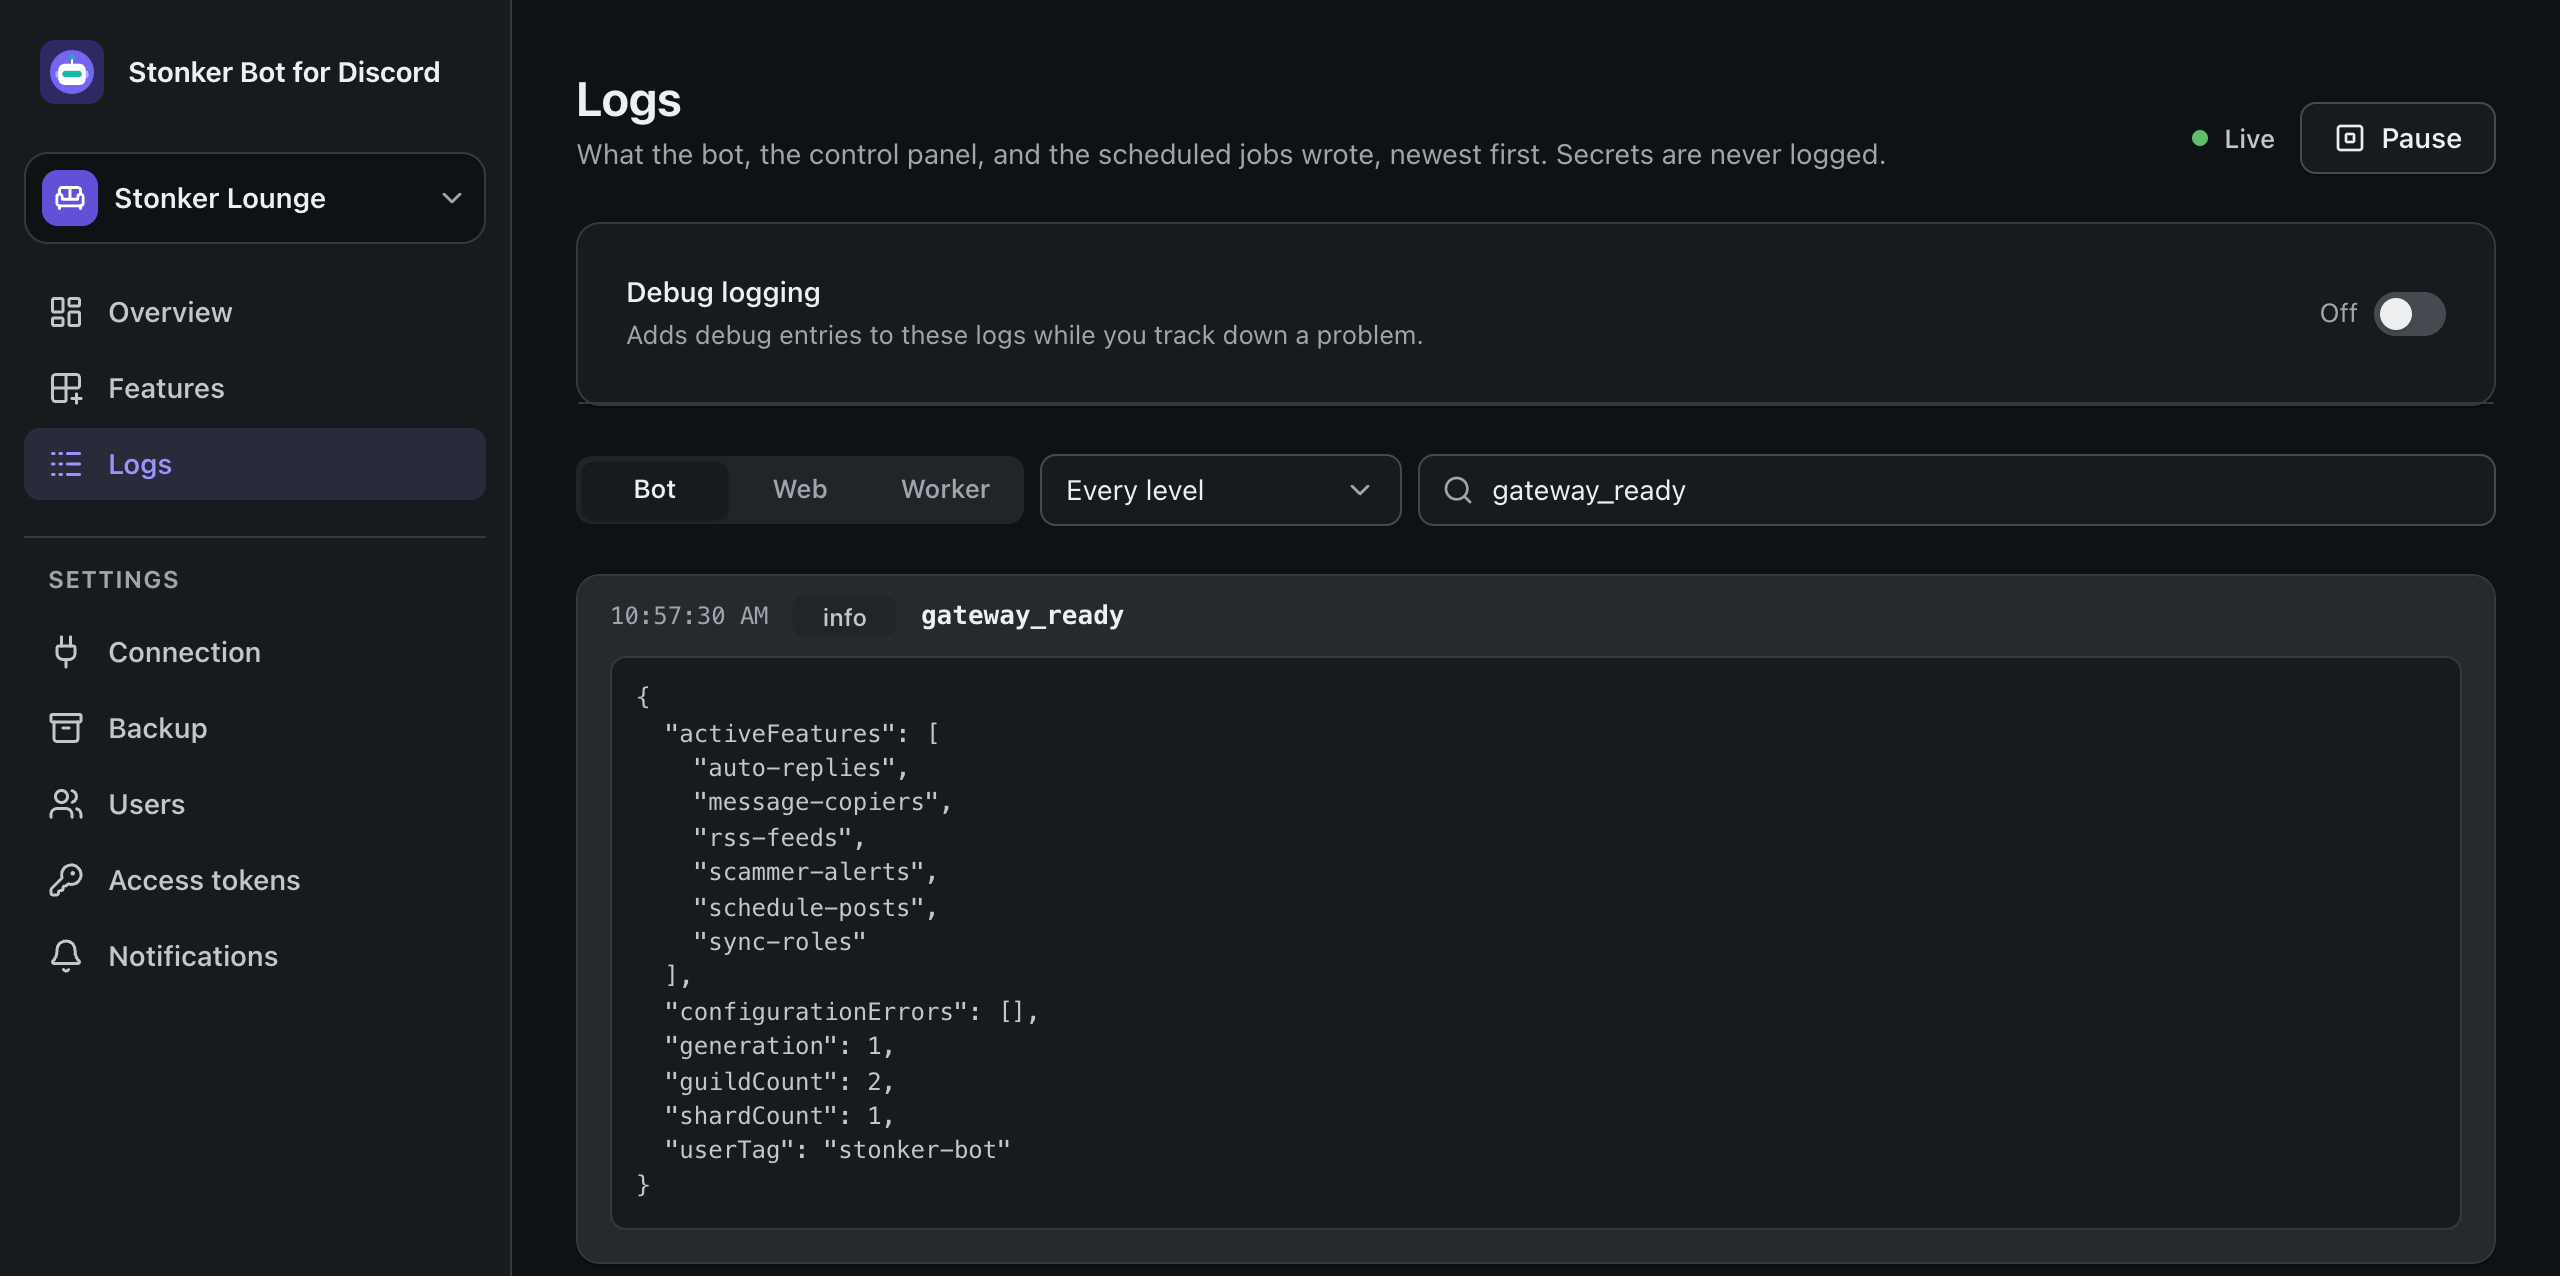 Stonker Bot for Discord
Stonker Lounge
Overview
Features
Logs
SETTINGS
Connection
Backup
Users
Access tokens
Notifications
Logs
What the bot, the control panel, and the scheduled jobs wrote, newest first. Secrets are never logged.
Live
Pause
Debug logging
Adds debug entries to these logs while you track down a problem.
Off
Bot Web Worker
Every level
gateway_ready
10:57:30 AM info gateway_ready
{
  "activeFeatures": [
    "auto-replies",
    "message-copiers",
    "rss-feeds",
    "scammer-alerts",
    "schedule-posts",
    "sync-roles"
  ],
  "configurationErrors": [],
  "generation": 1,
  "guildCount": 2,
  "shardCount": 1,
  "userTag": "stonker-bot"
}